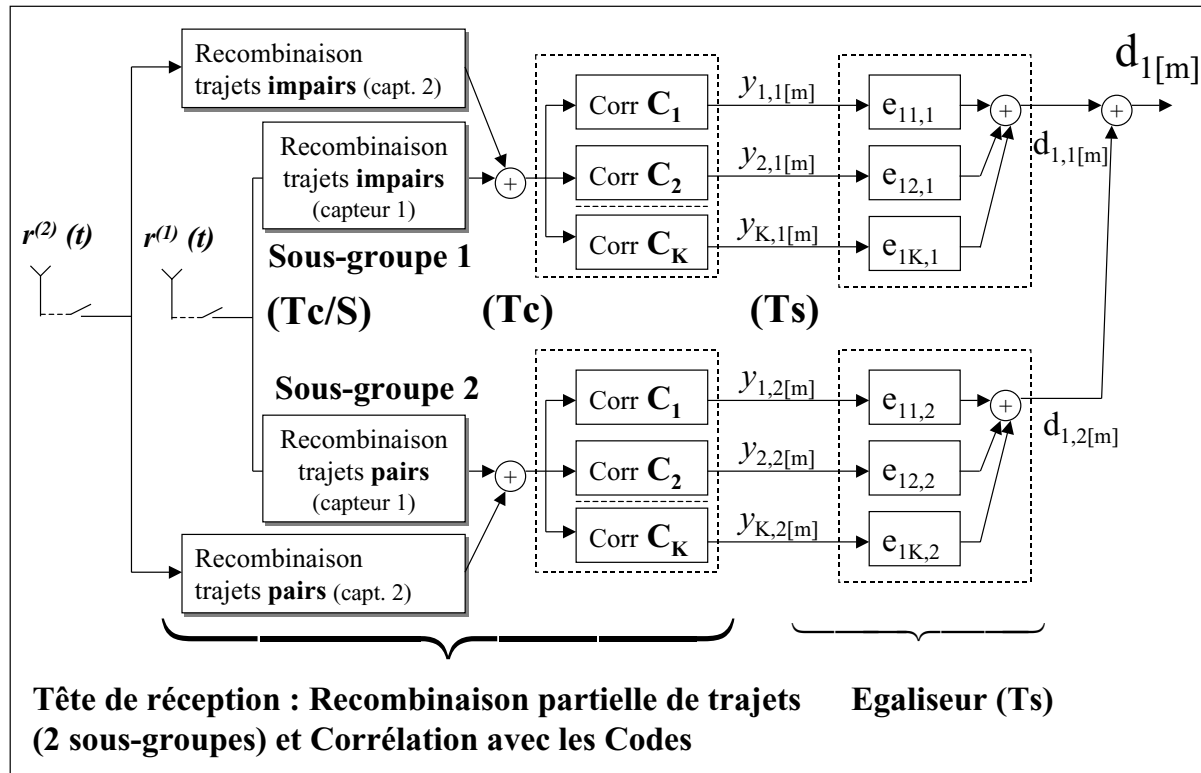 Recombinaison
trajets impairs (capt. 2)
Recombinaison
trajets impairs
(capteur 1)
r(2) (t)
r(1) (t)
Sous-groupe 1
+
Corr C1
Corr C2
Corr CK
y1,1[m]
y2,1[m]
yK,1[m]
e11,1
e12,1
e1K,1
+
d1,1[m]
+
d1[m]
(Tc/S)
(Tc)
(Ts)
Sous-groupe 2
Recombinaison
trajets pairs
(capteur 1)
Recombinaison
trajets pairs (capt. 2)
+
Corr C1
Corr C2
Corr CK
y1,2[m]
y2,2[m]
yK,2[m]
e11,2
e12,2
e1K,2
+
d1,2[m]
Tête de réception : Recombinaison partielle de trajets
(2 sous-groupes) et Corrélation avec les Codes
Egaliseur (Ts)